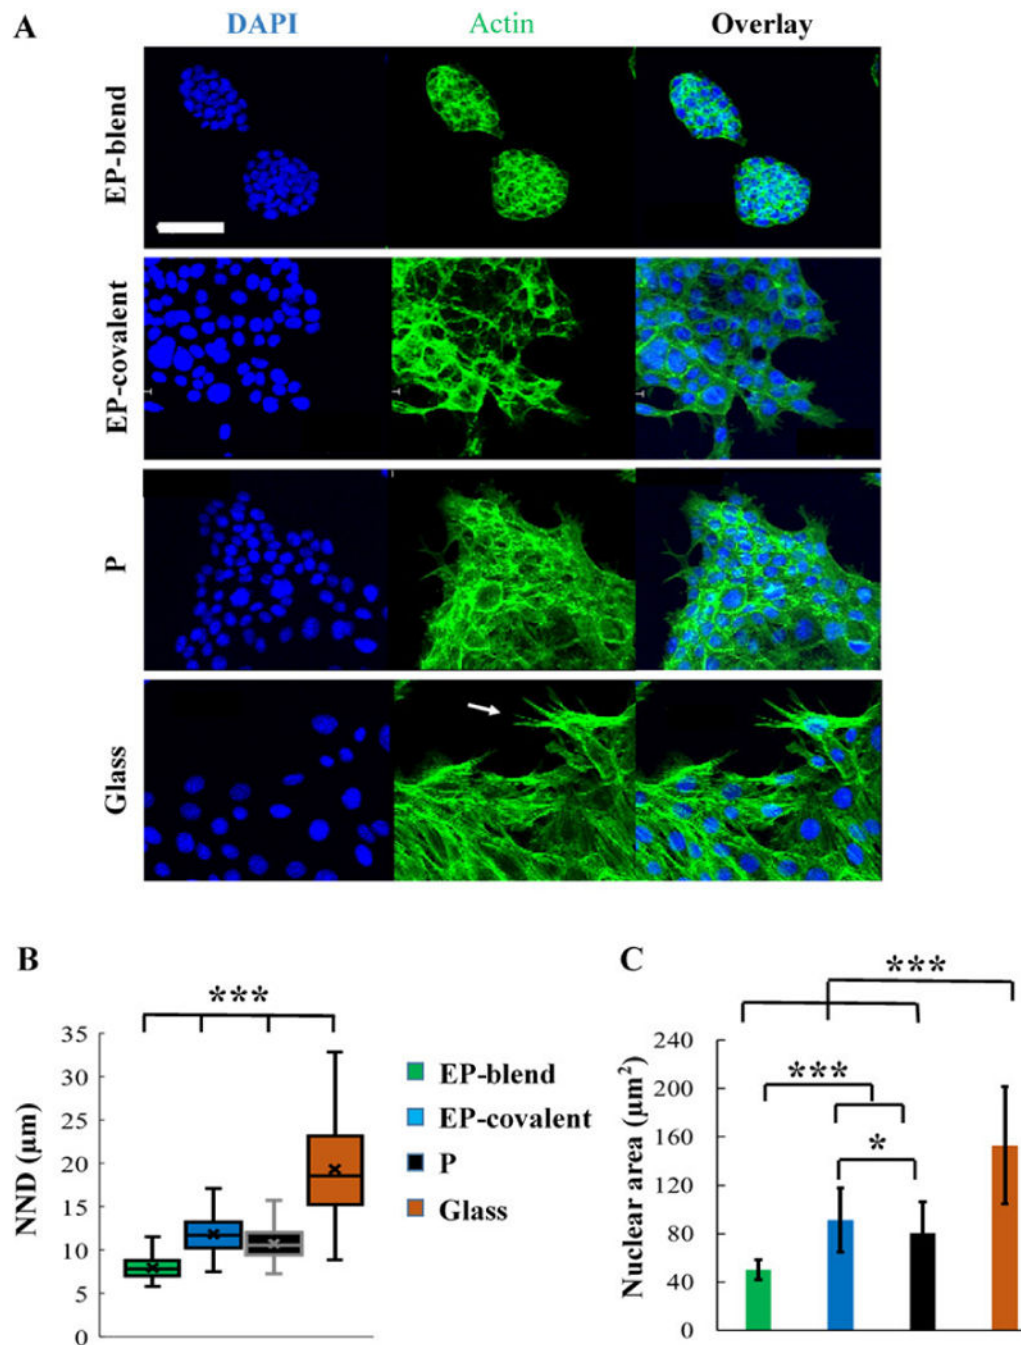 A
DAPI Actin Overlay
EP-blend
EP-covalent
P
Glass
B
***
35
30
25
20
15
10
5
0
NND (µm)
EP-blend
EP-covalent
P
Glass
C
***
***
*
240
200
160
120
80
40
0
Nuclear area (µm²)